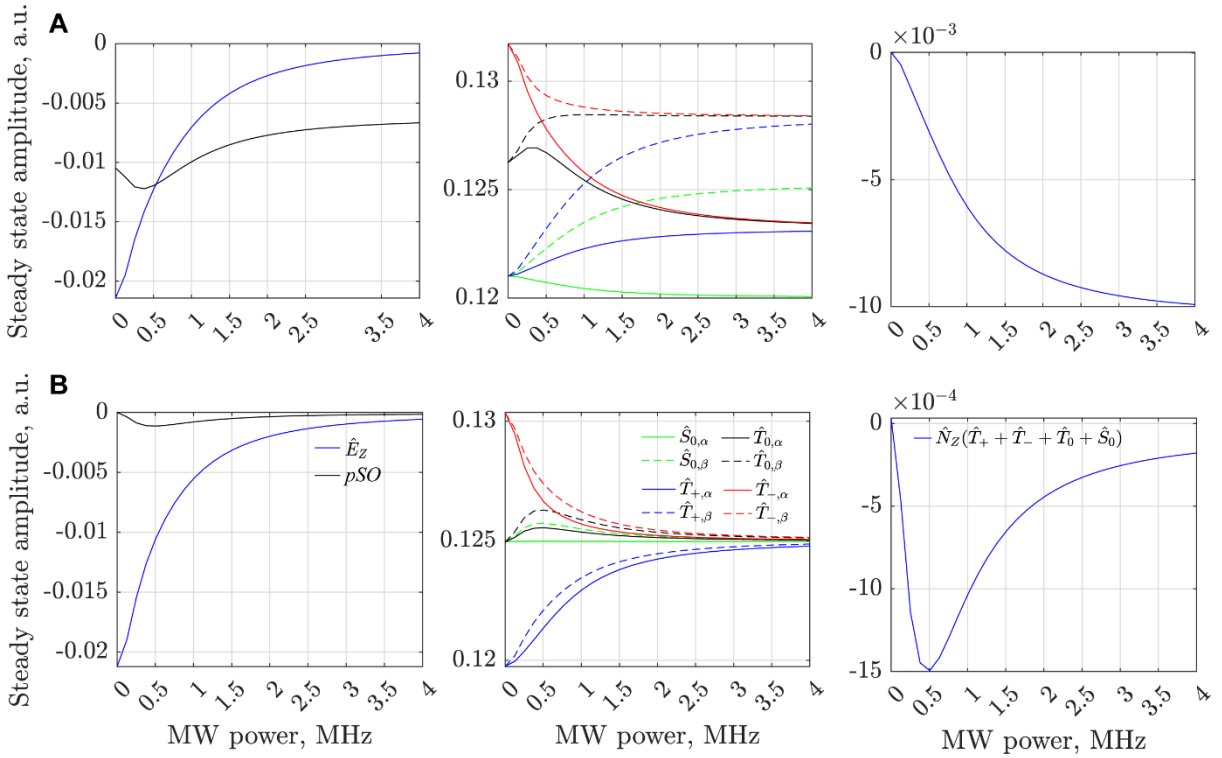 A
Steady state amplitude, a.u.
0
-0.005
-0.01
-0.015
-0.02
0 0.5 1 1.5 2 2.5 3 3.5 4
0.13
0.125
0.12
0 0.5 1 1.5 2 2.5 3 3.5 4
×10⁻³
0
-5
-10
0 0.5 1 1.5 2 2.5 3 3.5 4
B
Steady state amplitude, a.u.
0
-0.005
-0.01
-0.015
-0.02
Ê_Z
pSO
0 0.5 1 1.5 2 2.5 3 3.5 4
MW power, MHz
0.13
0.125
0.12
Ŝ₀,α T̂₀,α
Ŝ₀,β T̂₀,β
T̂₊,α T̂₋,α
T̂₊,β T̂₋,β
0 0.5 1 1.5 2 2.5 3 3.5 4
MW power, MHz
×10⁻⁴
0
-5
-10
-15
N̂_Z(T̂₊ + T̂₋ + T̂₀ + Ŝ₀)
0 0.5 1 1.5 2 2.5 3 3.5 4
MW power, MHz